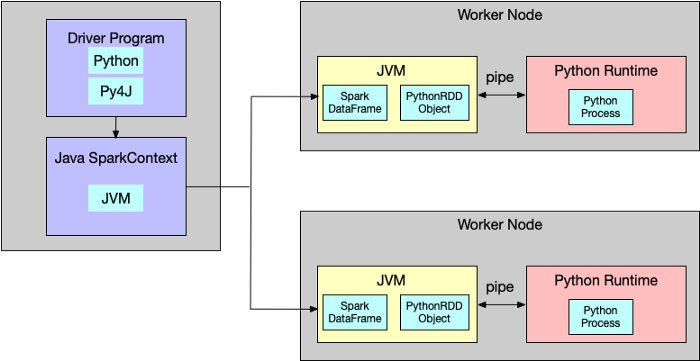 Driver Program
Python
Py4J
Java SparkContext
JVM
Worker Node
JVM
Spark
DataFrame
PythonRDD
Object
pipe
Python Runtime
Python
Process
Worker Node
JVM
Spark
DataFrame
PythonRDD
Object
pipe
Python Runtime
Python
Process